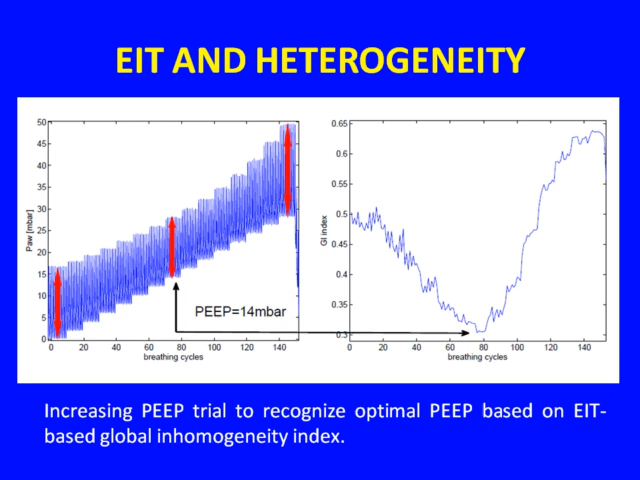 EIT AND HETEROGENEITY
50
45
40
35
30
25
20
15
10
5
0
Paw [mbar]
0 20 40 60 80 100 120 140
breathing cycles
PEEP=14mbar
0.65
0.6
0.55
0.5
0.45
0.4
0.35
0.3
GI index
0 20 40 60 80 100 120 140
breathing cycles
Increasing PEEP trial to recognize optimal PEEP based on EIT-
based global inhomogeneity index.